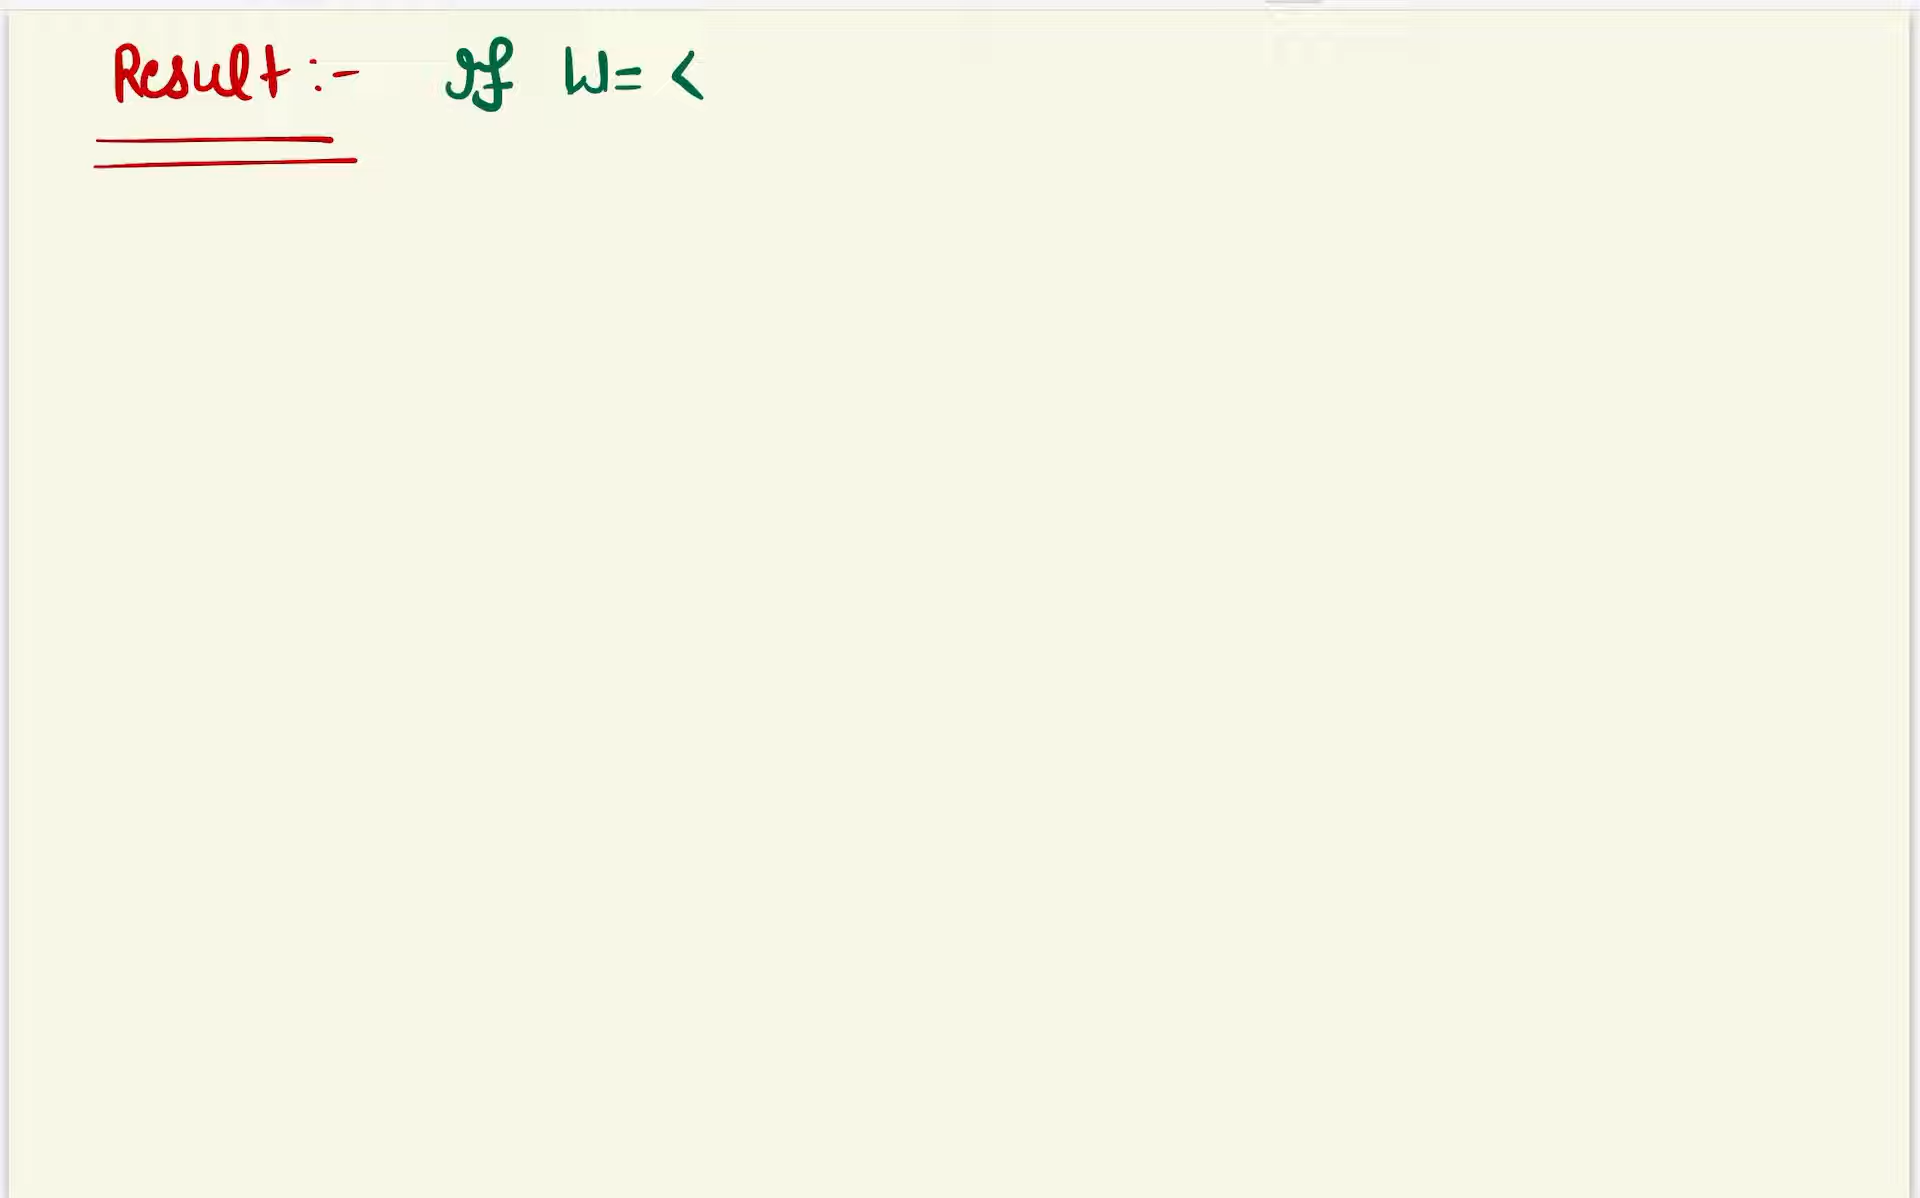 Result :- If W= <